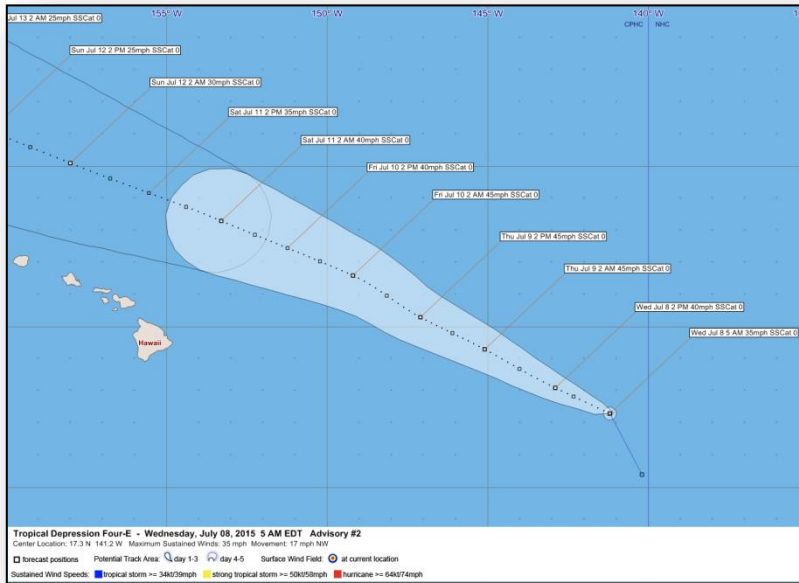 155° W
150° W
145° W
140° W
CPHC NHC
Jul 13 2 AM 25mph SSCat 0
Sun Jul 12 2 PM 25mph SSCat 0
Sun Jul 12 2 AM 30mph SSCat 0
Sat Jul 11 2 PM 35mph SSCat 0
Sat Jul 11 2 AM 40mph SSCat 0
Fri Jul 10 2 PM 40mph SSCat 0
Fri Jul 10 2 AM 45mph SSCat 0
Thu Jul 9 2 PM 45mph SSCat 0
Thu Jul 9 2 AM 45mph SSCat 0
Wed Jul 8 2 PM 40mph SSCat 0
Wed Jul 8 5 AM 35mph SSCat 0
Hawaii
Tropical Depression Four-E - Wednesday, July 08, 2015 5 AM EDT Advisory #2
Center Location: 17.3 N 141.2 W Maximum Sustained Winds: 35 mph Movement: 17 mph NW
forecast positions Potential Track Area: day 1-3 day 4-5 Surface Wind Field: at current location
Sustained Wind Speeds: tropical storm >= 34kt/39mph strong tropical storm >= 50kt/58mph hurricane >= 64kt/74mph